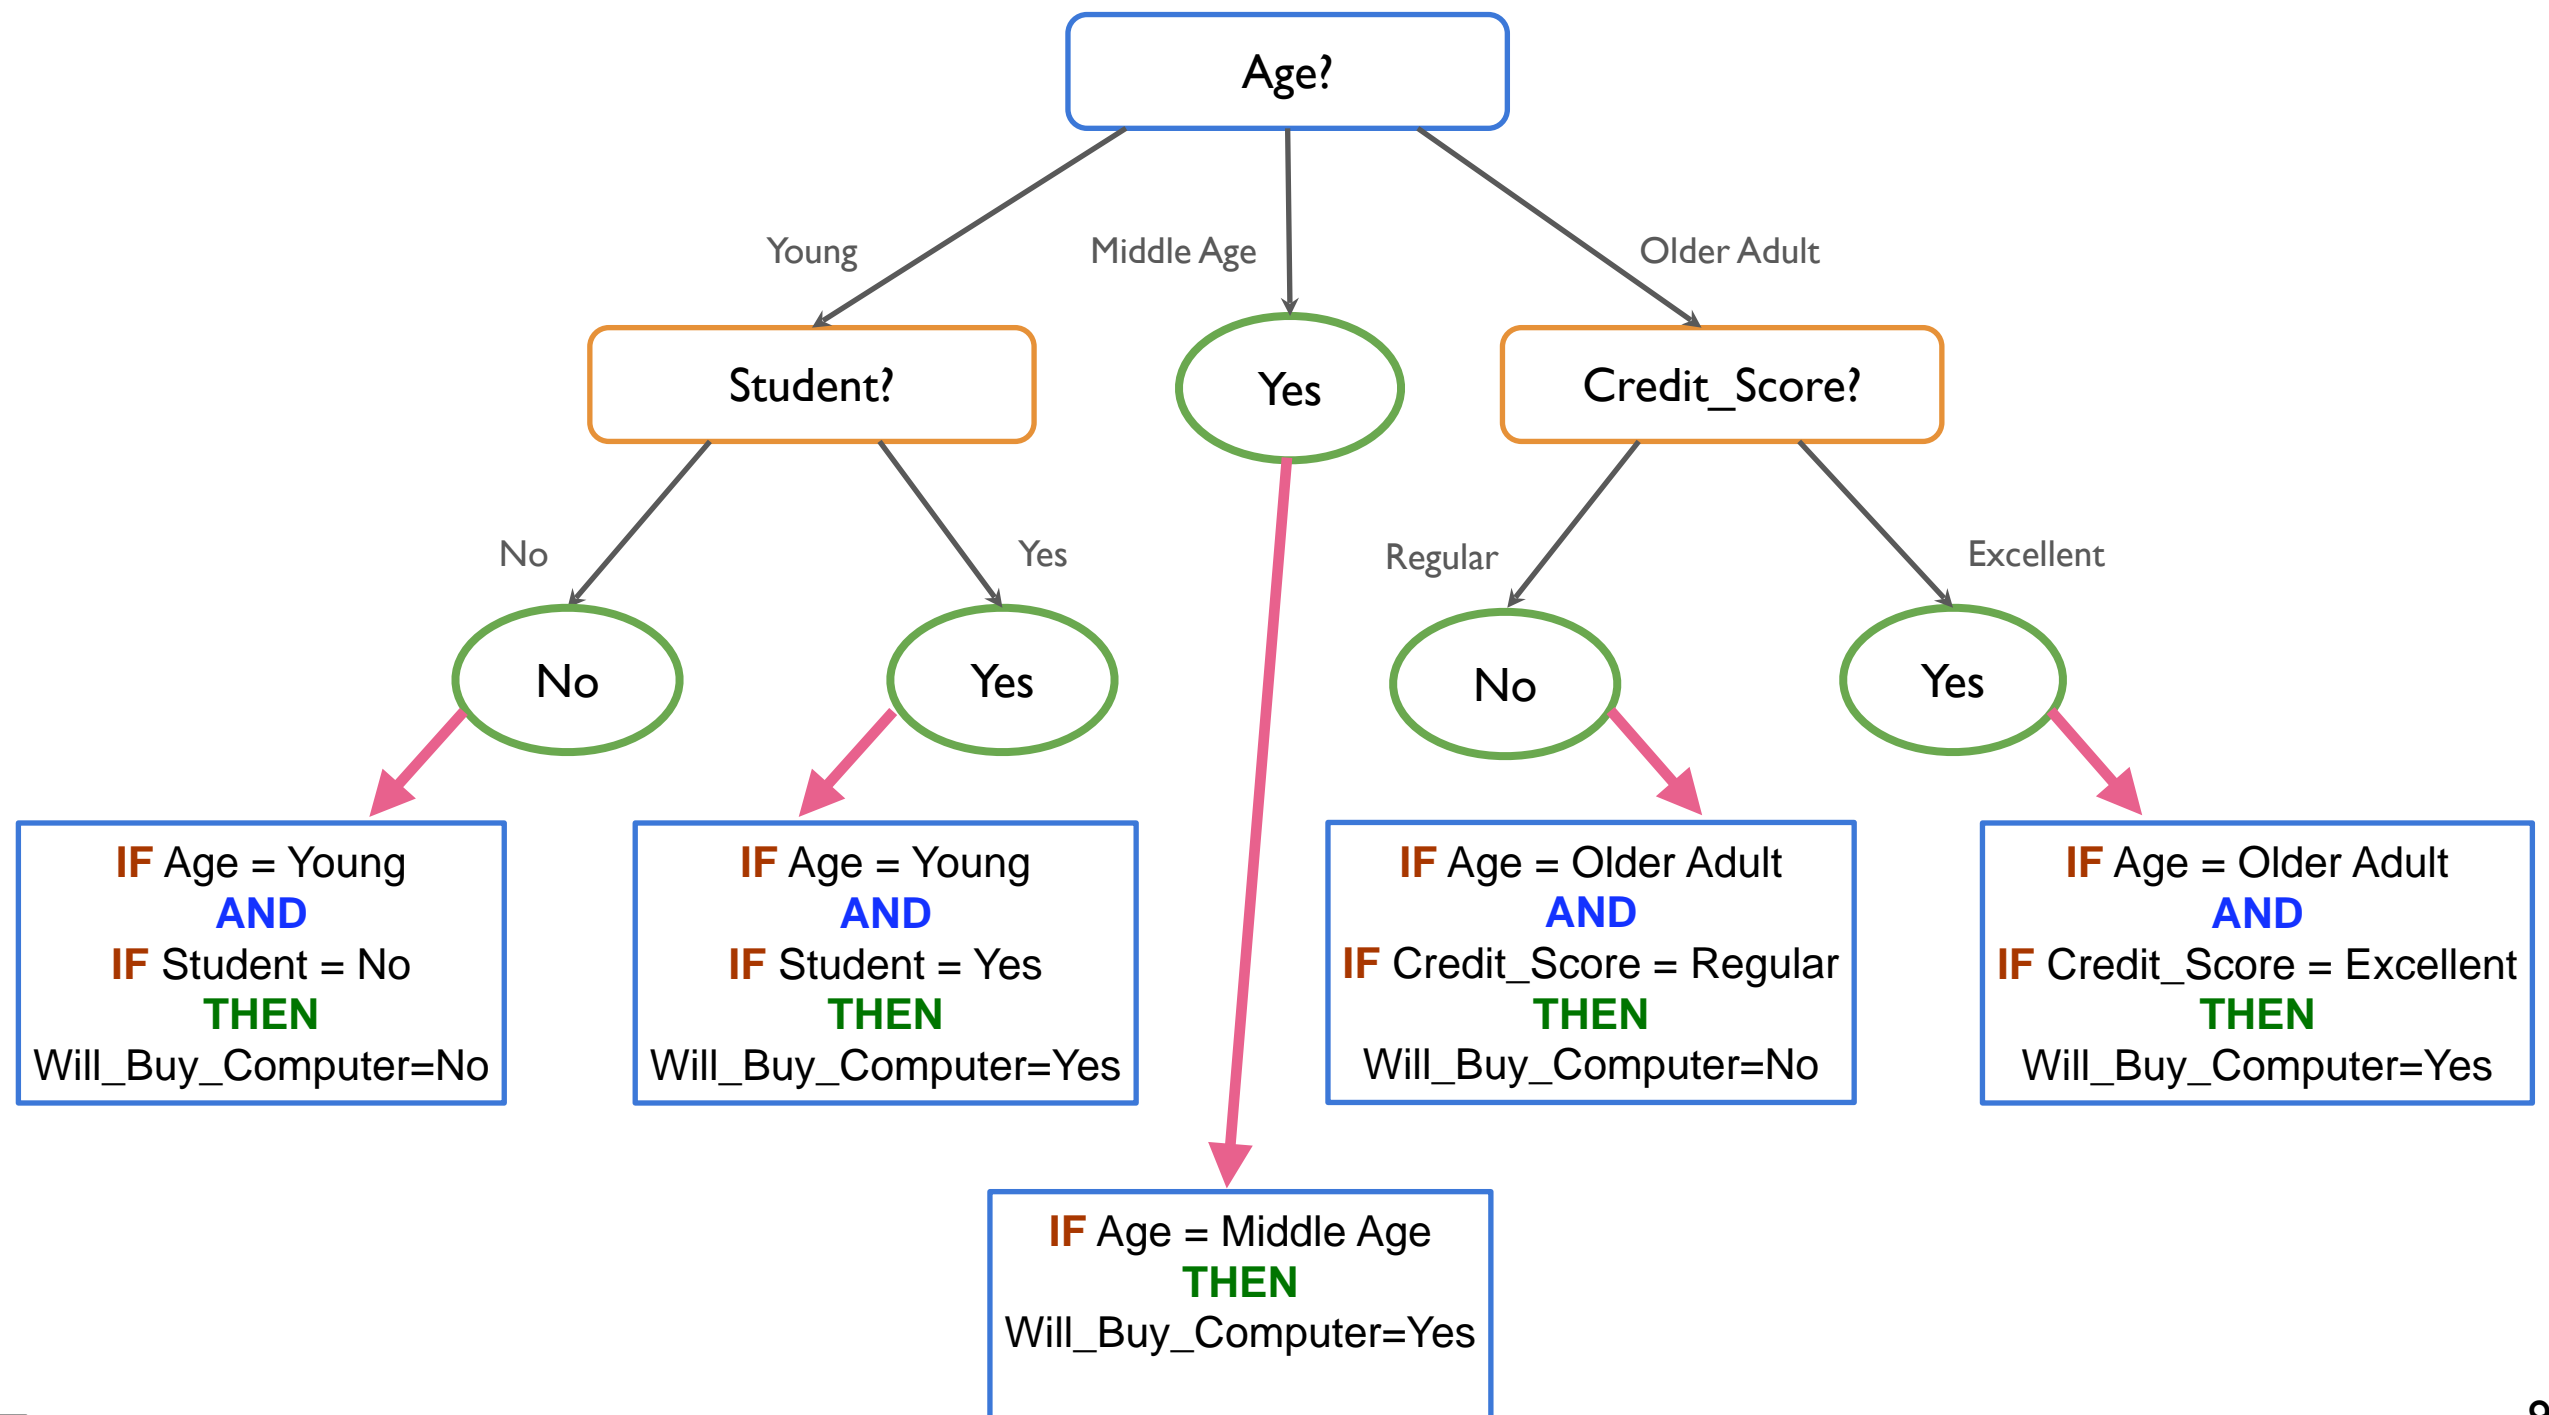 Age?
Young
Middle Age
Older Adult
Student?
Yes
Credit_Score?
No
Yes
Regular
Excellent
No
Yes
No
Yes
IF Age = Young
AND
IF Student = No
THEN
Will_Buy_Computer=No
IF Age = Young
AND
IF Student = Yes
THEN
Will_Buy_Computer=Yes
IF Age = Older Adult
AND
IF Credit_Score = Regular
THEN
Will_Buy_Computer=No
IF Age = Older Adult
AND
IF Credit_Score = Excellent
THEN
Will_Buy_Computer=Yes
IF Age = Middle Age
THEN
Will_Buy_Computer=Yes